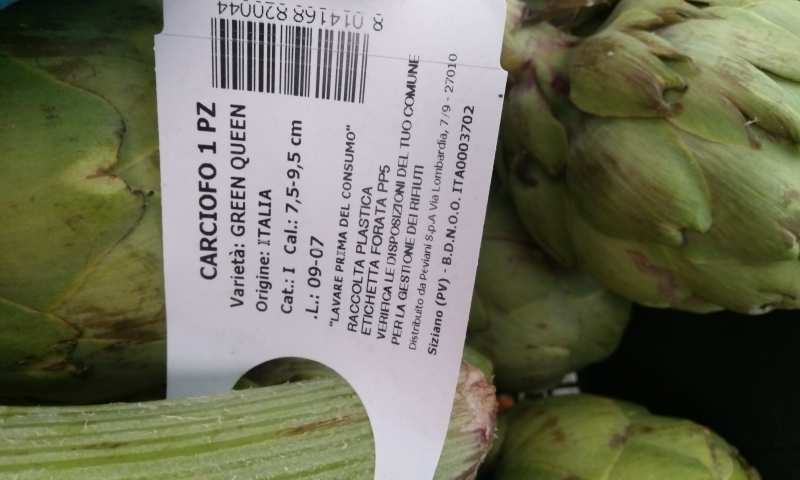 8 014168 820044
CARCIOFO 1 PZ
Varietà: GREEN QUEEN
Origine: ITALIA
Cat.: I Cal.: 7,5-9,5 cm
.L.: 09-07
"LAVARE PRIMA DEL CONSUMO"
RACCOLTA PLASTICA
ETICHETTA FORATA PP5
VERIFICA LE DISPOSIZIONI DEL TUO COMUNE
PER LA GESTIONE DEI RIFIUTI
Distribuito da Peviani S.p.A Via Lombardia, 7/9 - 27010
Siziano (PV) - B.D.N.O.O. ITA0003702